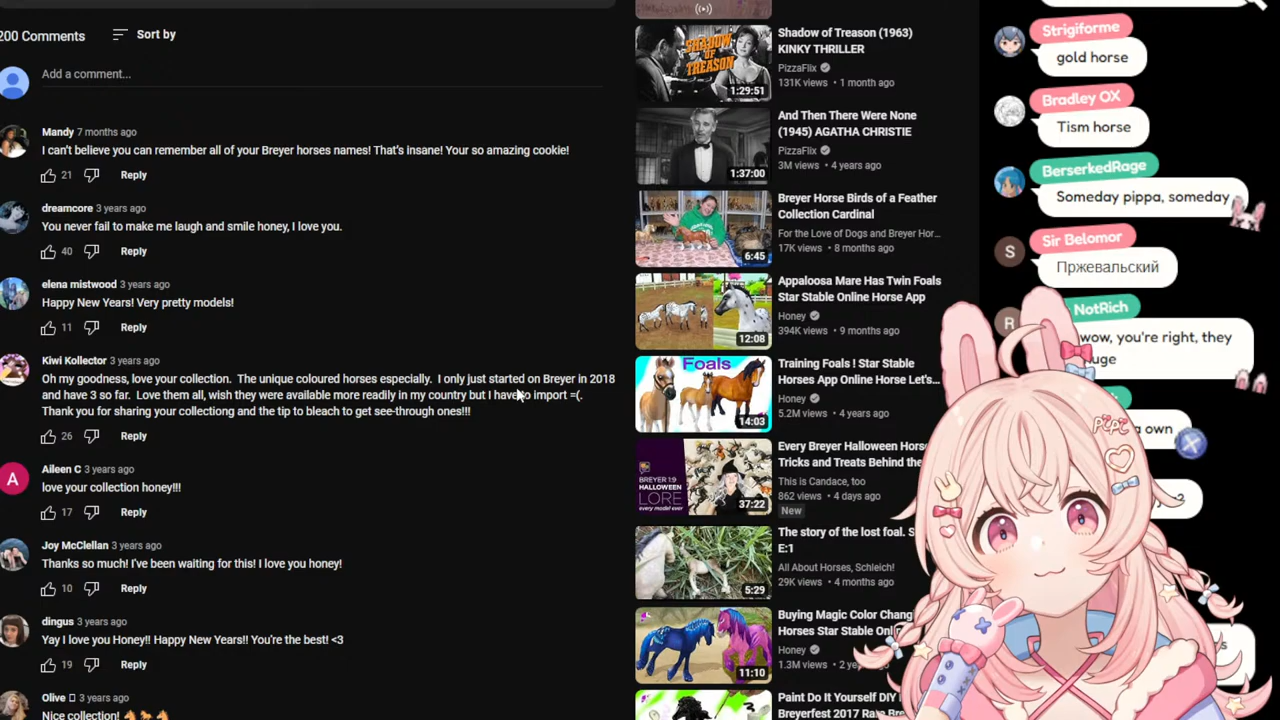 200 Comments
Sort by
Add a comment...
Mandy 7 months ago
I can't believe you can remember all of your Breyer horses names! That's insane! Your so amazing cookie!
21 Reply
dreamcore 3 years ago
You never fail to make me laugh and smile honey, I love you.
40 Reply
mistwood 3 years ago
Happy New Years! Very pretty models!
11 Reply
Kiwi Kollector 3 years ago
Oh my goodness, love your collection. The unique coloured horses especially. I only just started on Breyer in 2018
and have 3 so far. Love them all, wish they were available more readily in my country but I have to import =(.
Thank you for sharing your collectiong and the tip to bleach to get see-through ones!!!
26 Reply
A
Aileen C 3 years ago
love your collection honey!!!
17 Reply
Joy McClellan 3 years ago
Thanks so much! I've been waiting for this! I love you honey!
10 Reply
dingus 3 years ago
Yay I love you Honey!! Happy New Years!! You're the best! <3
19 Reply
Olive 3 years ago
Nice collection!
SHADOW
OF
TREASON
1:29:51
Shadow of Treason (1963)
KINKY THRILLER
PizzaFlix
131K views • 1 month ago
1:37:00
And Then There Were None
(1945) AGATHA CHRISTIE
PizzaFlix
3M views • 4 years ago
6:45
Breyer Horse Birds of a Feather
Collection Cardinal
For the Love of Dogs and Breyer Hor...
17K views • 8 months ago
12:08
Appaloosa Mare Has Twin Foals
Star Stable Online Horse App
Honey
394K views • 9 months ago
Foals
14:03
Training Foals ! Star Stable
Horses App Online Horse Let's...
Honey
5.2M views • 4 years ago
BREYER 1:9
HALLOWEEN
LORE
every model ever
37:22
Every Breyer Halloween Hors
Tricks and Treats Behind the
This is Candace, too
862 views • 4 days ago
New
5:29
The story of the lost foal. S
E:1
All About Horses, Schleich!
29K views • 4 months ago
11:10
Buying Magic Color Chang
Horses Star Stable Onl
Honey
1.3M views • 2 ye
Paint Do It Yourself DIY
Breyerfest 2017 Rare Br
Strigiforme
gold horse
Bradley OX
Tism horse
BerserkedRage
Someday pippa, someday
S
Sir Belomor
Пржевальский
R
NotRich
wow, you're right, they
uge
a own
Pipi